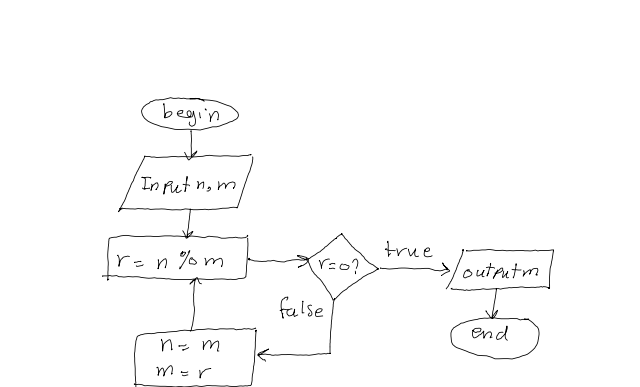 begin
Input n, m
r = n % m
r=0?
true
output m
false
end
n = m
m = r